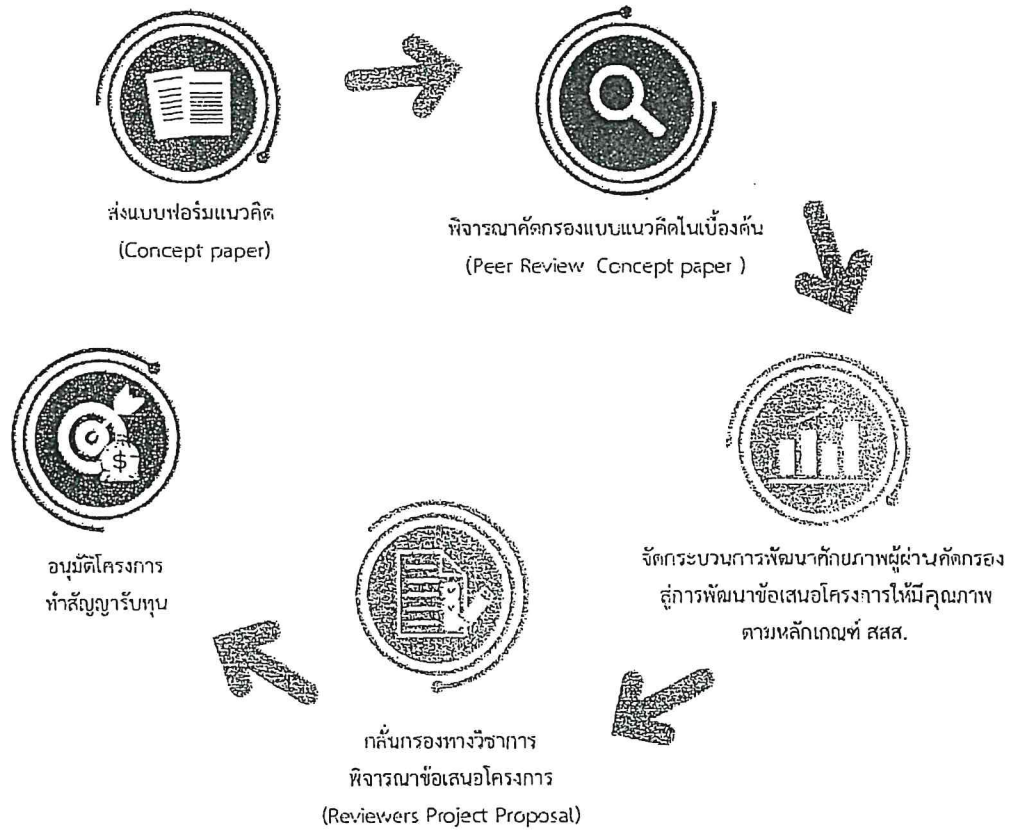 ส่งแบบฟอร์มแนวคิด
(Concept paper)
พิจารณาคัดกรองแบบแนวคิดในเบื้องต้น
(Peer Review Concept paper )
จัดกระบวนการพัฒนาศักยภาพผู้ผ่านคัดกรอง
สู่การพัฒนาข้อเสนอโครงการให้มีคุณภาพ
ตามหลักเกณฑ์ สสส.
กลั่นกรองทางวิชาการ
พิจารณาข้อเสนอโครงการ
(Reviewers Project Proposal)
อนุมัติโครงการ
ทำสัญญารับทุน
$